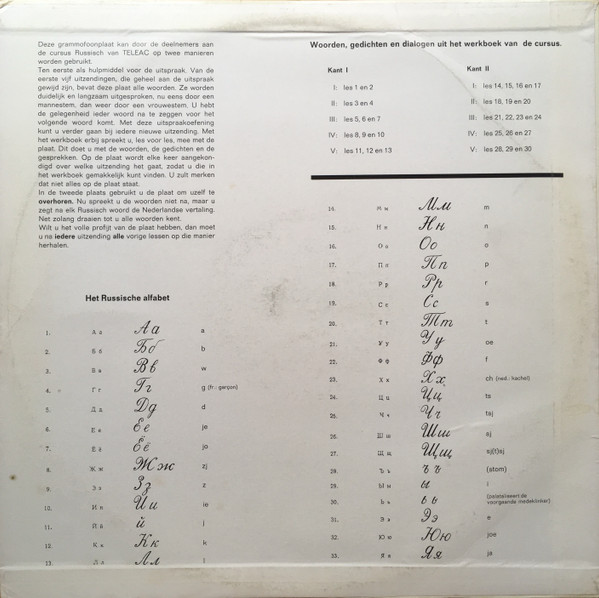 Deze grammofoonplaat kan door de deelnemers aan
de cursus Russisch van TELEAC op twee manieren
worden gebruikt.
Ten eerste als hulpmiddel voor de uitspraak. Van de
eerste vijf uitzendingen, die geheel aan de uitspraak
gewijd zijn, bevat deze plaat alle woorden. Ze worden
duidelijk en langzaam uitgesproken, nu eens door een
mannestem, dan weer door een vrouwestem. U hebt
de gelegenheid ieder woord na te zeggen voor het
volgende woord komt. Met deze uitspraakoefening
kunt u verder gaan bij iedere nieuwe uitzending. Met
het werkboek erbij spreekt u, les voor les, mee met de
plaat. Dit doet u met de woorden, de gedichten en de
gesprekken. Op de plaat wordt elke keer aangekon-
digd over welke uitzending het gaat, zodat u die in
het werkboek gemakkelijk kunt vinden. U zult merken
dat niet alles op de plaat staat.
In de tweede plaats gebruikt u de plaat om uzelf te
overhoren. Nu spreekt u de woorden niet na, maar u
zegt na elk Russisch woord de Nederlandse vertaling.
Net zolang draaien tot u alle woorden kent.
Wilt u het volle profijt van de plaat hebben, dan moet
u na iedere uitzending alle vorige lessen op die manier
herhalen.
Woorden, gedichten en dialogen uit het werkboek van de cursus.
Kant I
I: les 1 en 2
II: les 3 en 4
III: les 5, 6 en 7
IV: les 8, 9 en 10
V: les 11, 12 en 13
Kant II
I: les 14, 15, 16 en 17
II: les 18, 19 en 20
III: les 21, 22, 23 en 24
IV: les 25, 26 en 27
V: les 28, 29 en 30
Het Russische alfabet
1. А а Аа a
2. Б б Бб b
3. В в Вв w
4. Г г Гг g (fr.: garçon)
5. Д д Дд d
6. Е е Ее je
7. Ё ё Ёё jo
8. Ж ж Жж zj
9. З з Зз z
10. И и Ии ie
11. Й й й j
12. К к Кк k
13. Л л Лл l
14. М м Мм m
15. Н н Нн n
16. О о Оо o
17. П п Пп p
18. Р р Рр r
19. С с Сс s
20. Т т Тт t
21. У у Уу oe
22. Ф ф Фф f
23. Х х Хх ch (ned.: kachel)
24. Ц ц Цц ts
25. Ч ч Чч tsj
26. Ш ш Шш sj
27. Щ щ Щщ sj(t)sj
28. Ъ ъ ъ ъ (stom)
29. Ы ы ы i
30. Ь ь ь ь (palataliseert de
voorgaande medeklinker)
31. Э э Ээ e
32. Ю ю Юю joe
33. Я я Яя ja